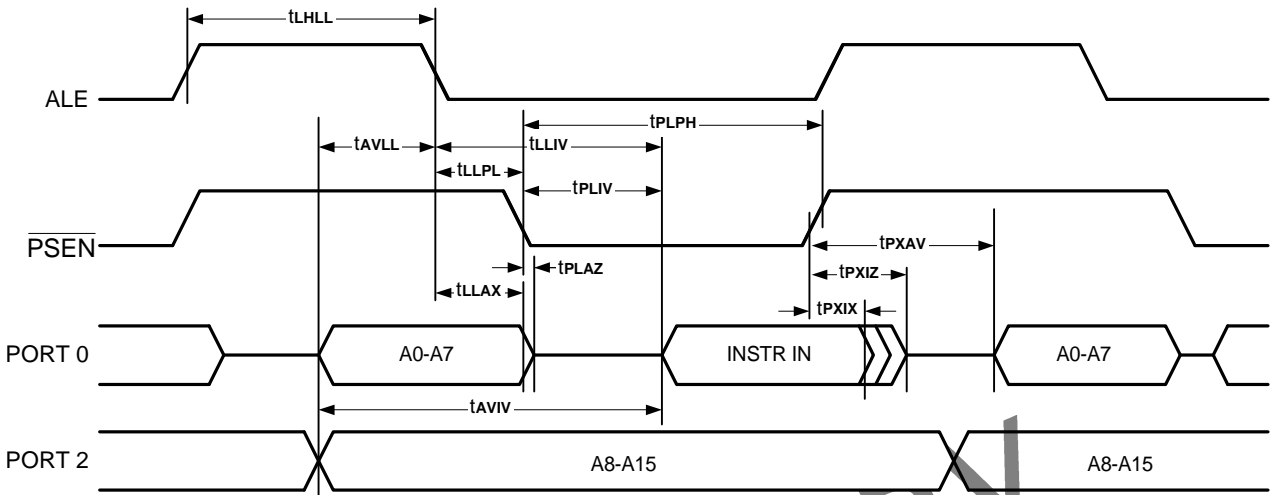 tLHLL
ALE
tPLPH
tAVLL
tLLIV
tLLPL
tPLIV
PSEN
tPXAV
tPLAZ
tPXIZ
tLLAX
tPXIX
PORT 0
A0-A7
INSTR IN
A0-A7
tAVIV
PORT 2
A8-A15
A8-A15